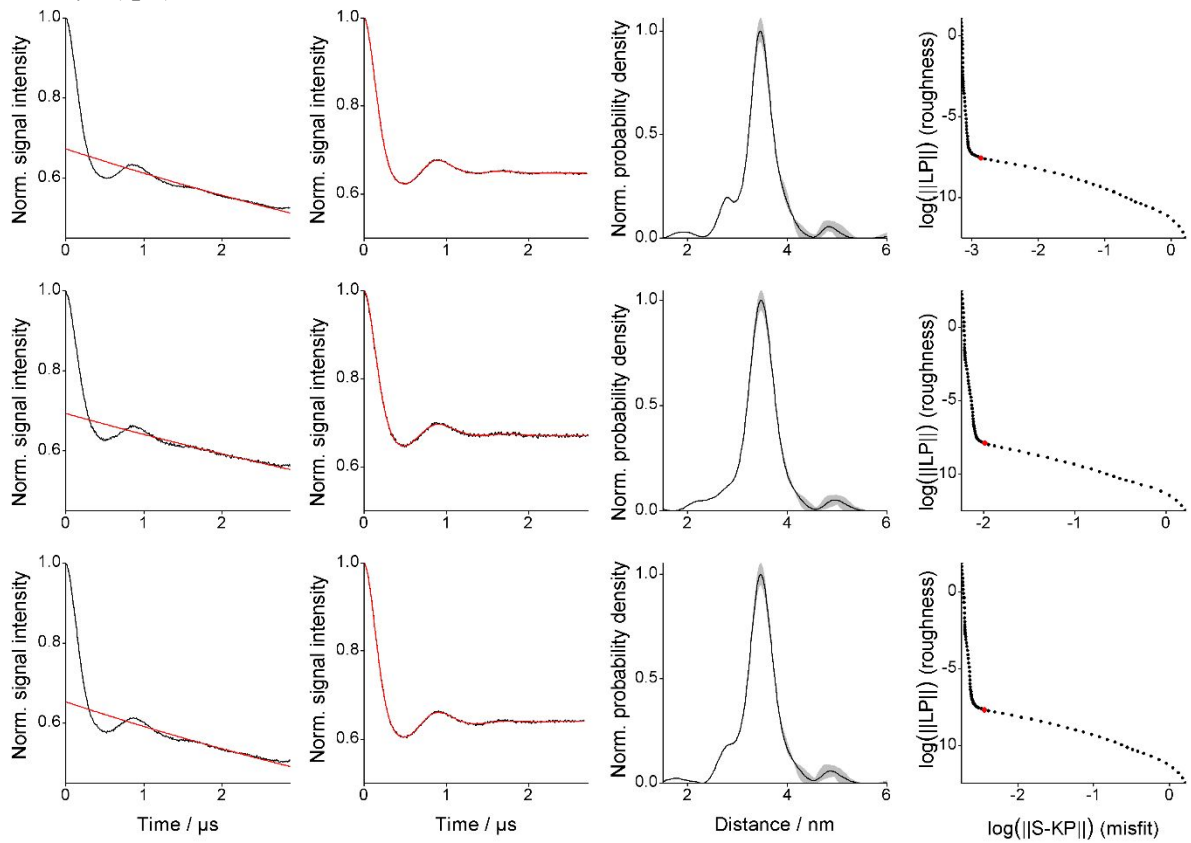 Norm. signal intensity
1.0
0.8
0.6
0 1 2
Norm. signal intensity
1.0
0.8
0.6
0 1 2
Norm. probability density
1.0
0.5
0.0
2 4 6
log(||LP||) (roughness)
0
-5
10
-3 -2 -1 0
Norm. signal intensity
1.0
0.8
0.6
0 1 2
Norm. signal intensity
1.0
0.8
0.6
0 1 2
Norm. probability density
1.0
0.5
0.0
2 4 6
log(||LP||) (roughness)
0
-5
10
-2 -1 0
Norm. signal intensity
1.0
0.8
0.6
0 1 2
Time / µs
Norm. signal intensity
1.0
0.8
0.6
0 1 2
Time / µs
Norm. probability density
1.0
0.5
0.0
2 4 6
Distance / nm
log(||LP||) (roughness)
0
-5
10
-2 -1 0
log(||S-KP||) (misfit)